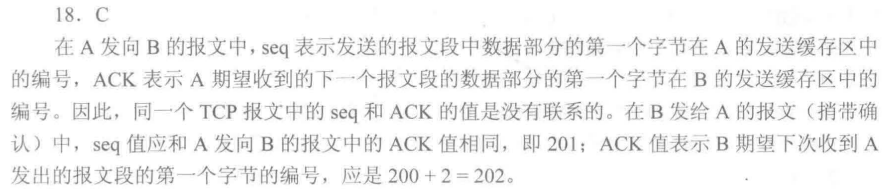 18. C
在 A 发向 B 的报文中,seq 表示发送的报文段中数据部分的第一个字节在 A 的发送缓存区中
的编号，ACK 表示 A 期望收到的下一个报文段的数据部分的第一个字节在 B 的发送缓存区中的
编号。因此，同一个 TCP 报文中的 seq 和 ACK 的值是没有联系的。在 B 发给 A 的报文（捎带确
认）中，seq 值应和 A 发向 B 的报文中的 ACK 值相同，即 201；ACK 值表示 B 期望下次收到 A
发出的报文段的第一个字节的编号，应是 200 + 2 = 202。